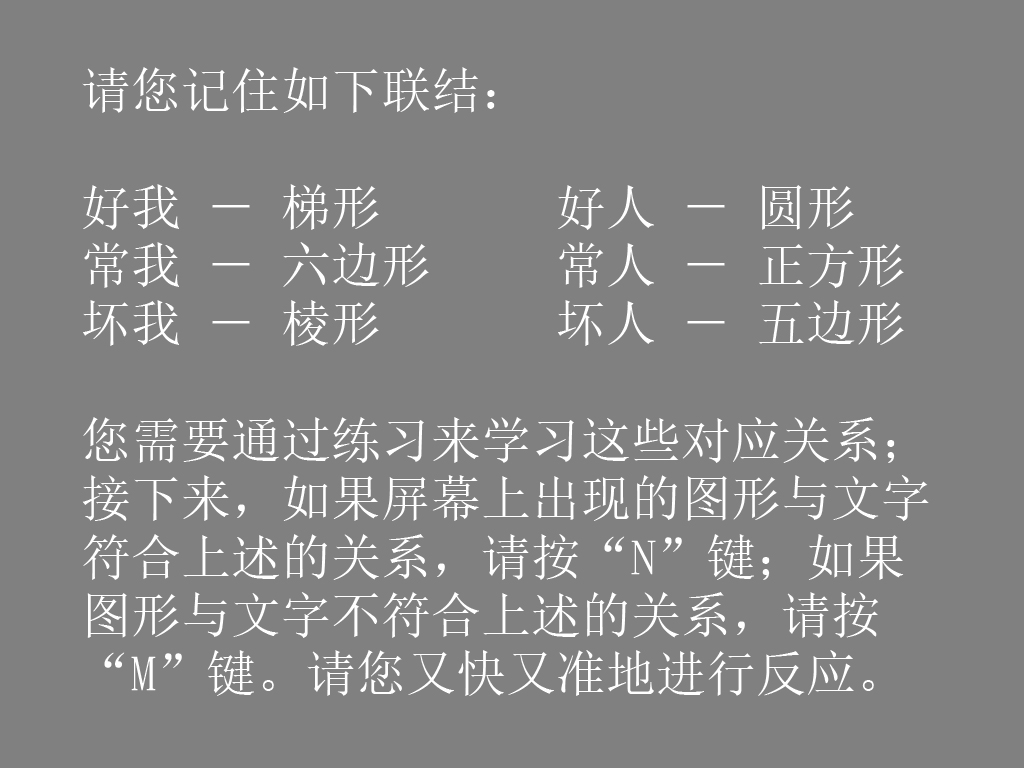 请您记住如下联结：
好我 － 梯形 好人 － 圆形
常我 － 六边形 常人 － 正方形
坏我 － 棱形 坏人 － 五边形
您需要通过练习来学习这些对应关系；
接下来，如果屏幕上出现的图形与文字
符合上述的关系，请按“N”键；如果
图形与文字不符合上述的关系，请按
“M”键。请您又快又准地进行反应。